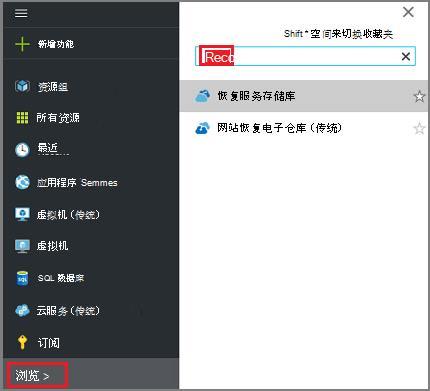 新增功能
资源组
所有资源
最近
应用程序 Semmes
虚拟机（传统）
虚拟机
SQL 数据库
云服务（传统）
订阅
浏览 >
Shift * 空间来切换收藏夹
Reco
恢复服务存储库
网站恢复电子仓库（传统）